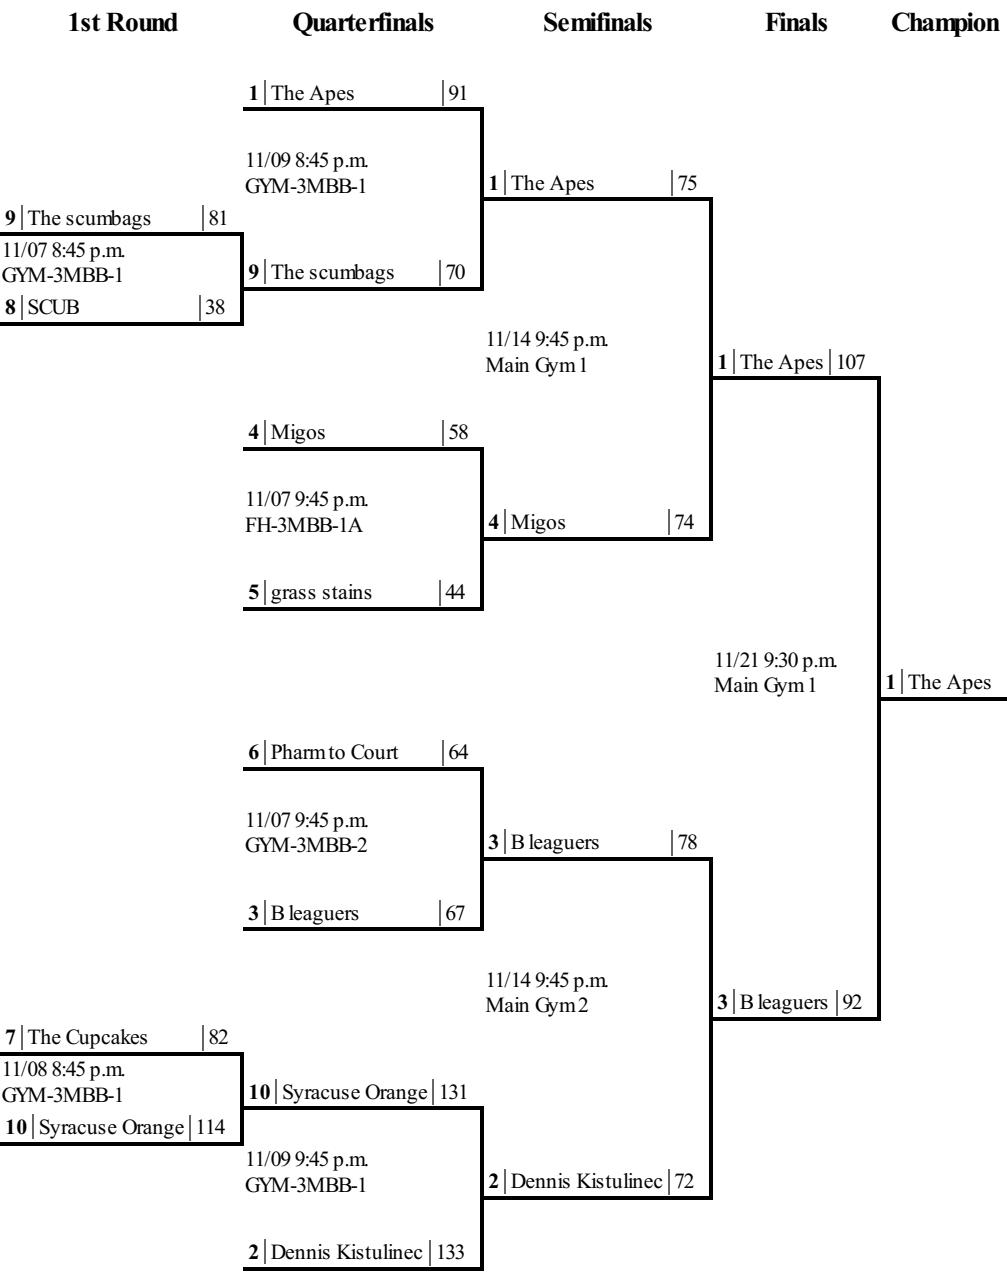 1st Round Quarterfinals Semifinals Finals Champion
1 The Apes 91
11/09 8:45 p.m.
GYM-3MBB-1
1 The Apes 75
9 The scumbags 81
11/07 8:45 p.m.
GYM-3MBB-1
9 The scumbags 70
8 SCUB 38
11/14 9:45 p.m.
Main Gym 1
1 The Apes 107
4 Migos 58
11/07 9:45 p.m.
FH-3MBB-1A
4 Migos 74
5 grass stains 44
11/21 9:30 p.m.
Main Gym 1
1 The Apes
6 Pharm to Court 64
11/07 9:45 p.m.
GYM-3MBB-2
3 B leaguers 78
3 B leaguers 67
11/14 9:45 p.m.
Main Gym 2
3 B leaguers 92
7 The Cupcakes 82
11/08 8:45 p.m.
GYM-3MBB-1
10 Syracuse Orange 131
10 Syracuse Orange 114
11/09 9:45 p.m.
GYM-3MBB-1
2 Dennis Kistulinec 72
2 Dennis Kistulinec 133